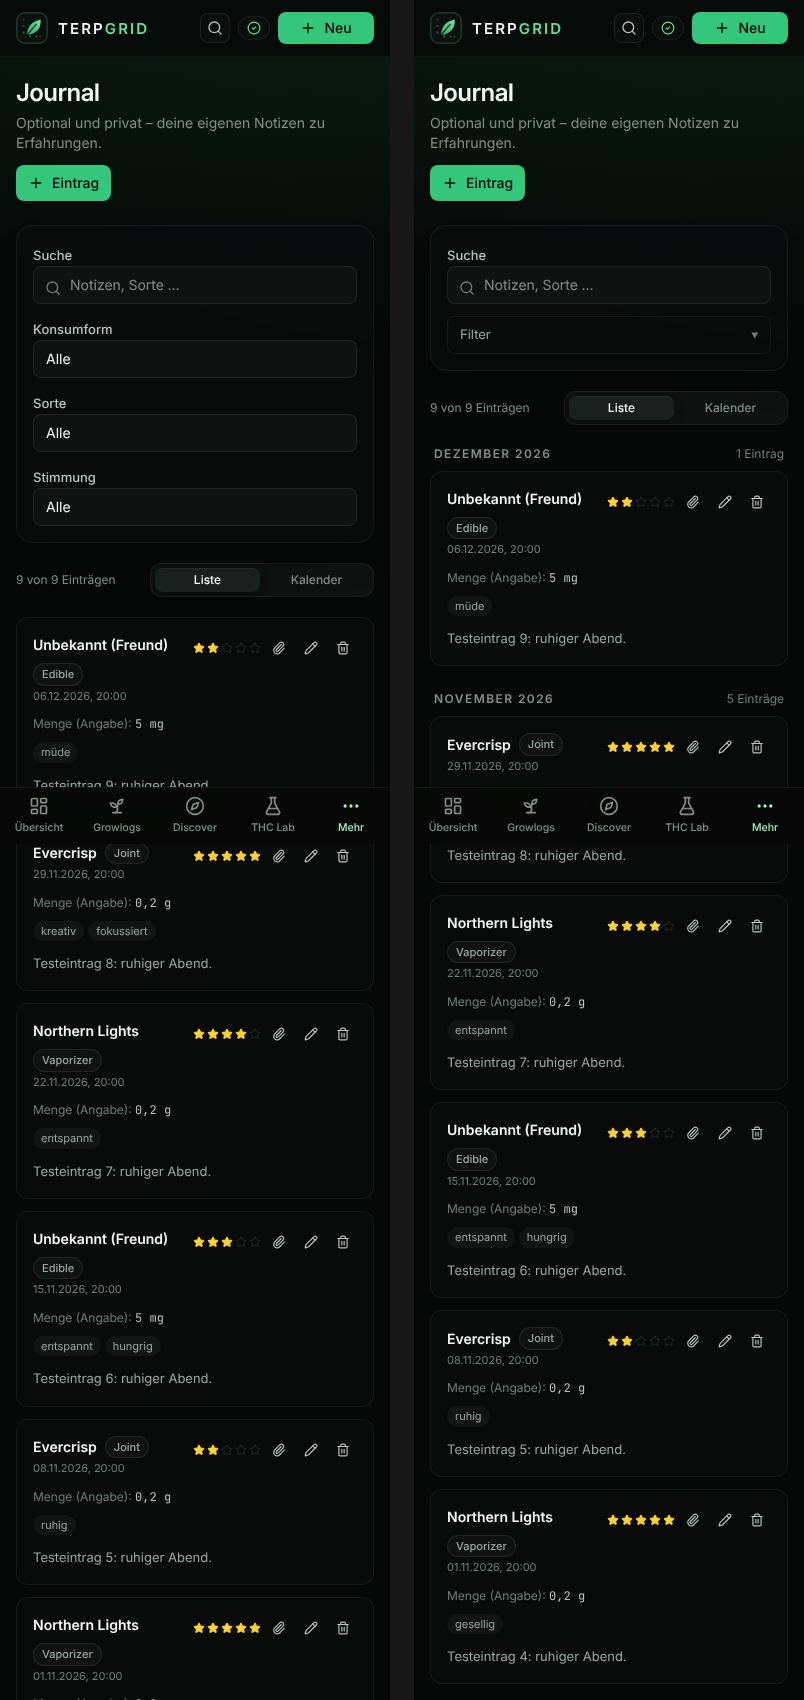 TERPGRID
Neu
Journal
Optional und privat – deine eigenen Notizen zu
Erfahrungen.
Eintrag
Suche
Notizen, Sorte ...
Konsumform
Alle
Sorte
Alle
Stimmung
Alle
9 von 9 Einträgen
Liste
Kalender
Unbekannt (Freund)
Edible
06.12.2026, 20:00
Menge (Angabe): 5 mg
müde
Testeintrag 9: ruhiger Abend.
Übersicht
Growlogs
Discover
THC Lab
Mehr
Evercrisp Joint
29.11.2026, 20:00
Menge (Angabe): 0,2 g
kreativ fokussiert
Testeintrag 8: ruhiger Abend.
Northern Lights
Vaporizer
22.11.2026, 20:00
Menge (Angabe): 0,2 g
entspannt
Testeintrag 7: ruhiger Abend.
Unbekannt (Freund)
Edible
15.11.2026, 20:00
Menge (Angabe): 5 mg
entspannt hungrig
Testeintrag 6: ruhiger Abend.
Evercrisp Joint
08.11.2026, 20:00
Menge (Angabe): 0,2 g
ruhig
Testeintrag 5: ruhiger Abend.
Northern Lights
Vaporizer
01.11.2026, 20:00
TERPGRID
Neu
Journal
Optional und privat – deine eigenen Notizen zu
Erfahrungen.
Eintrag
Suche
Notizen, Sorte ...
Filter
9 von 9 Einträgen
Liste
Kalender
DEZEMBER 2026
1 Eintrag
Unbekannt (Freund)
Edible
06.12.2026, 20:00
Menge (Angabe): 5 mg
müde
Testeintrag 9: ruhiger Abend.
NOVEMBER 2026
5 Einträge
Evercrisp Joint
29.11.2026, 20:00
Übersicht
Growlogs
Discover
THC Lab
Mehr
Testeintrag 8: ruhiger Abend.
Northern Lights
Vaporizer
22.11.2026, 20:00
Menge (Angabe): 0,2 g
entspannt
Testeintrag 7: ruhiger Abend.
Unbekannt (Freund)
Edible
15.11.2026, 20:00
Menge (Angabe): 5 mg
entspannt hungrig
Testeintrag 6: ruhiger Abend.
Evercrisp Joint
08.11.2026, 20:00
Menge (Angabe): 0,2 g
ruhig
Testeintrag 5: ruhiger Abend.
Northern Lights
Vaporizer
01.11.2026, 20:00
Menge (Angabe): 0,2 g
gesellig
Testeintrag 4: ruhiger Abend.